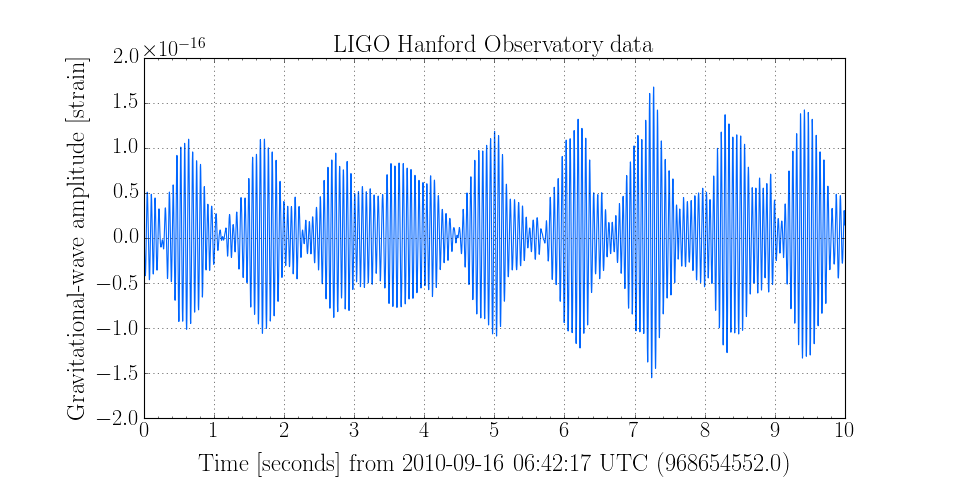 LIGO Hanford Observatory data
×10⁻¹⁶
2.0
1.5
1.0
0.5
0.0
−0.5
−1.0
−1.5
−2.0
Gravitational-wave amplitude [strain]
0 1 2 3 4 5 6 7 8 9 10
Time [seconds] from 2010-09-16 06:42:17 UTC (968654552.0)